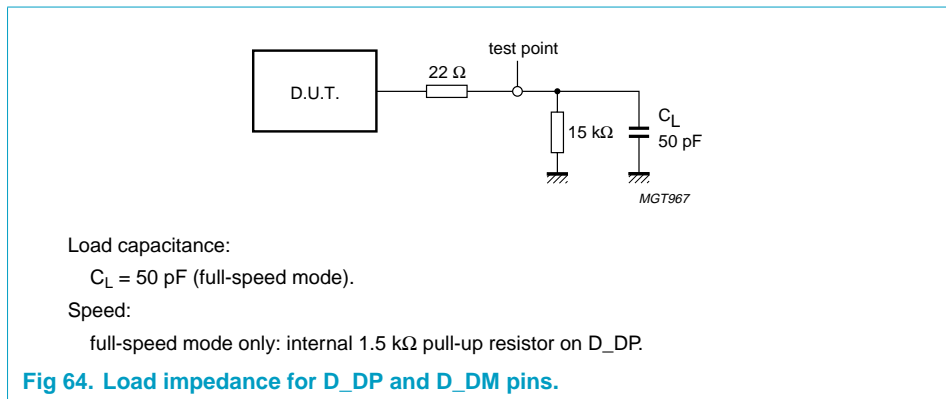 test point
22 Ω
D.U.T.
15 kΩ
CL
50 pF
MGT967
Load capacitance:
CL = 50 pF (full-speed mode).
Speed:
full-speed mode only: internal 1.5 kΩ pull-up resistor on D_DP.
Fig 64. Load impedance for D_DP and D_DM pins.